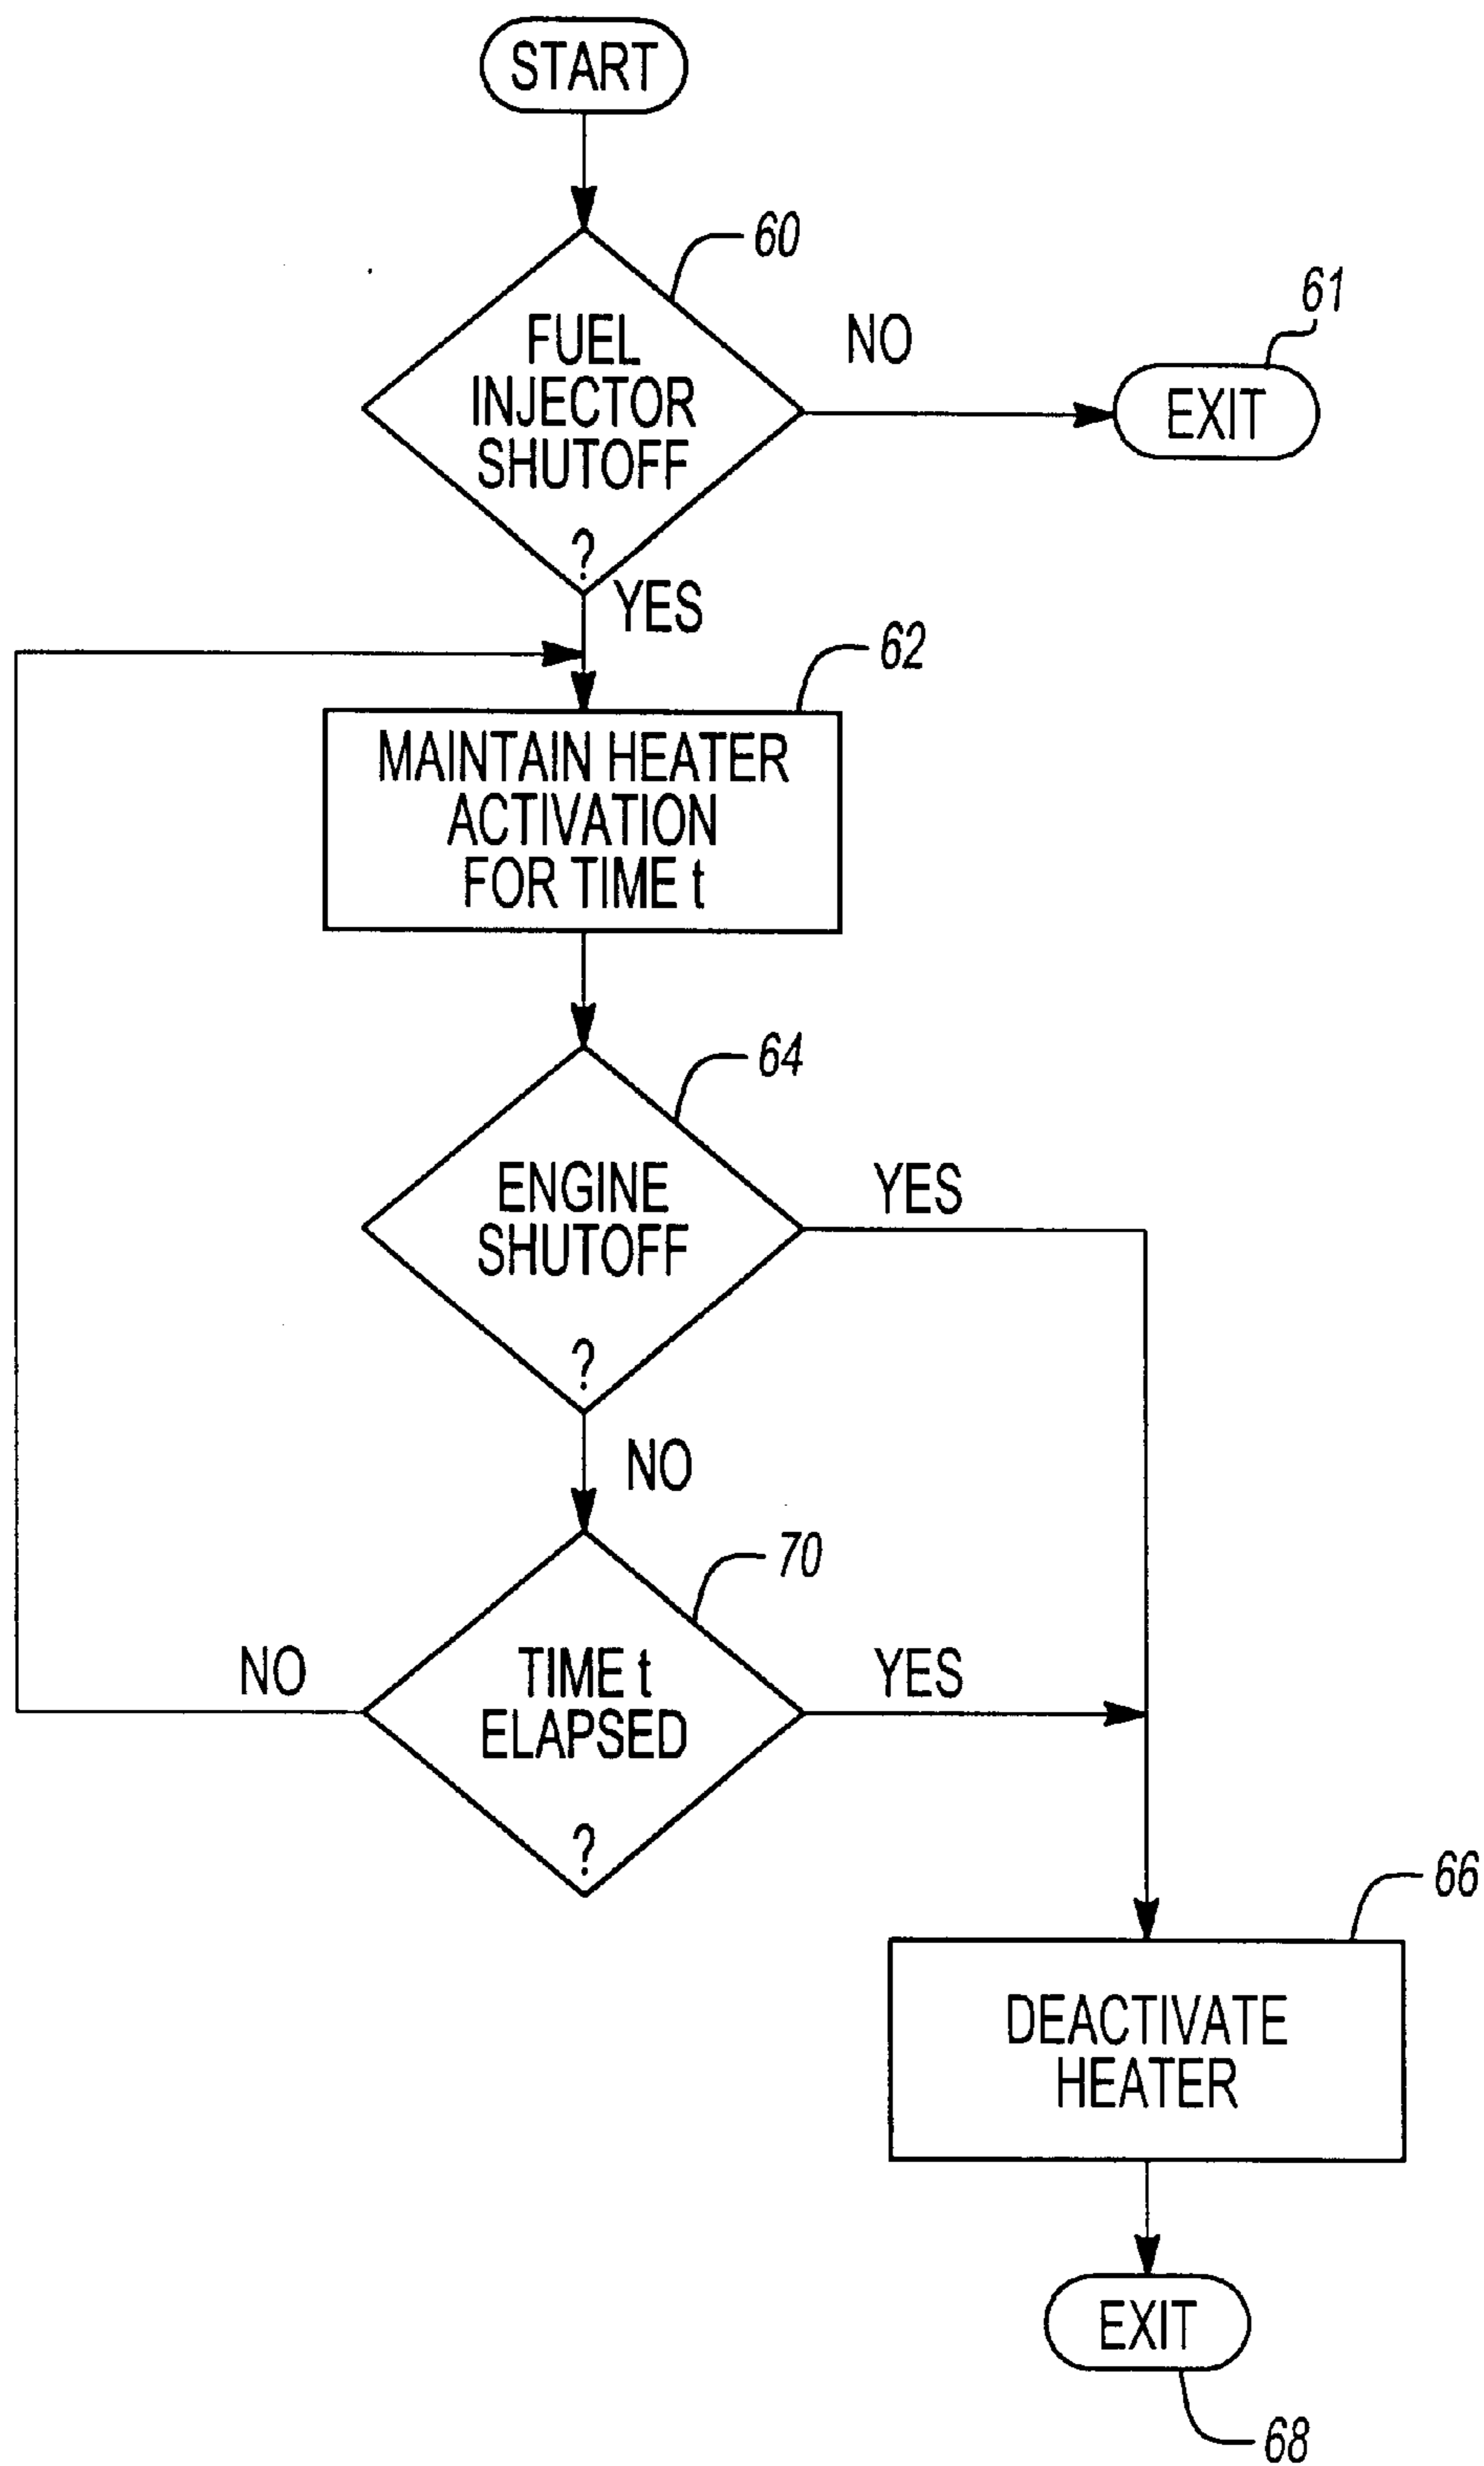 START
60
FUEL
INJECTOR
SHUTOFF
?
NO
61
EXIT
YES
62
MAINTAIN HEATER
ACTIVATION
FOR TIME t
64
ENGINE
SHUTOFF
?
YES
NO
70
TIME t
ELAPSED
?
NO
YES
66
DEACTIVATE
HEATER
EXIT
68